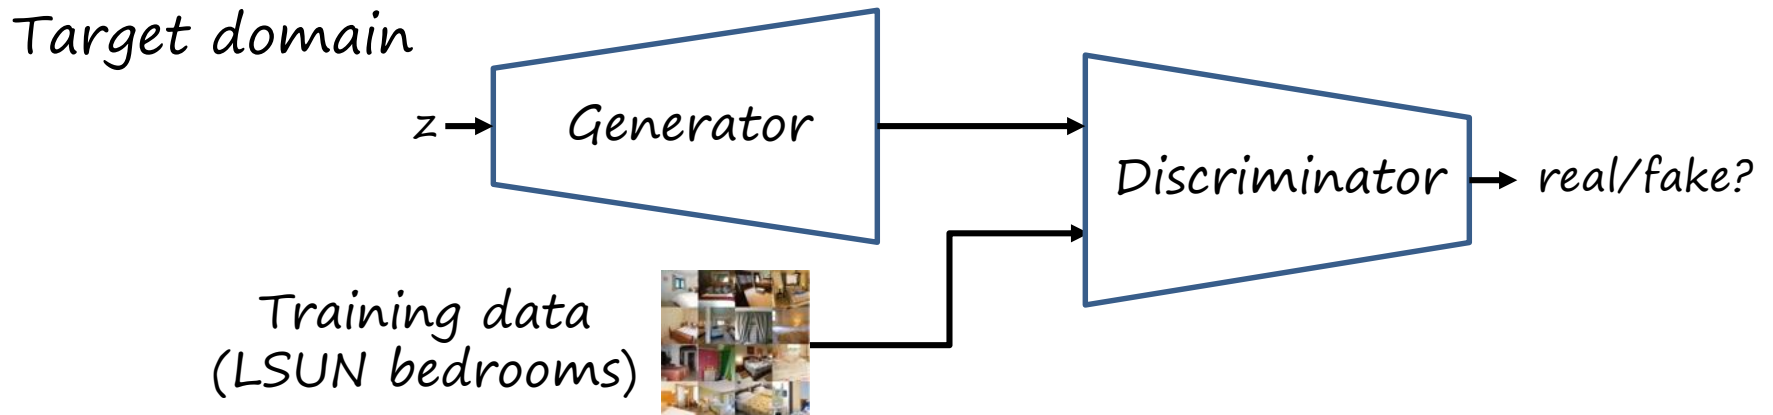 Target domain
z
Generator
Discriminator
real/fake?
Training data
(LSUN bedrooms)